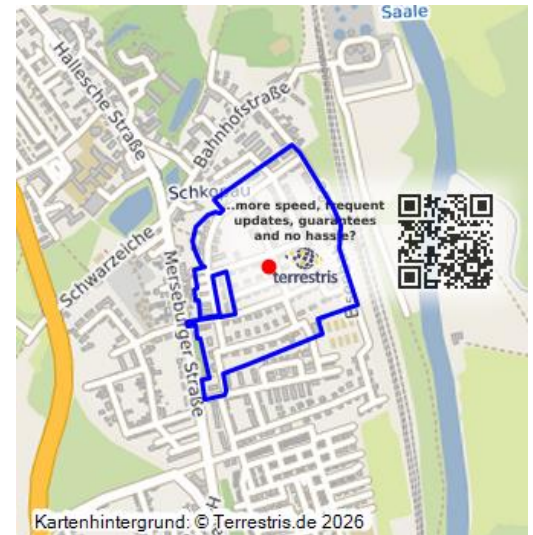 Saale
Hallesche Straße
Bahnhofstraße
Schkopau
...more speed, frequent
updates, guarantees
and no hassle?
terrestris
Schwarzeiche
Merseburger Straße
Kartenhintergrund: © Terrestris.de 2026